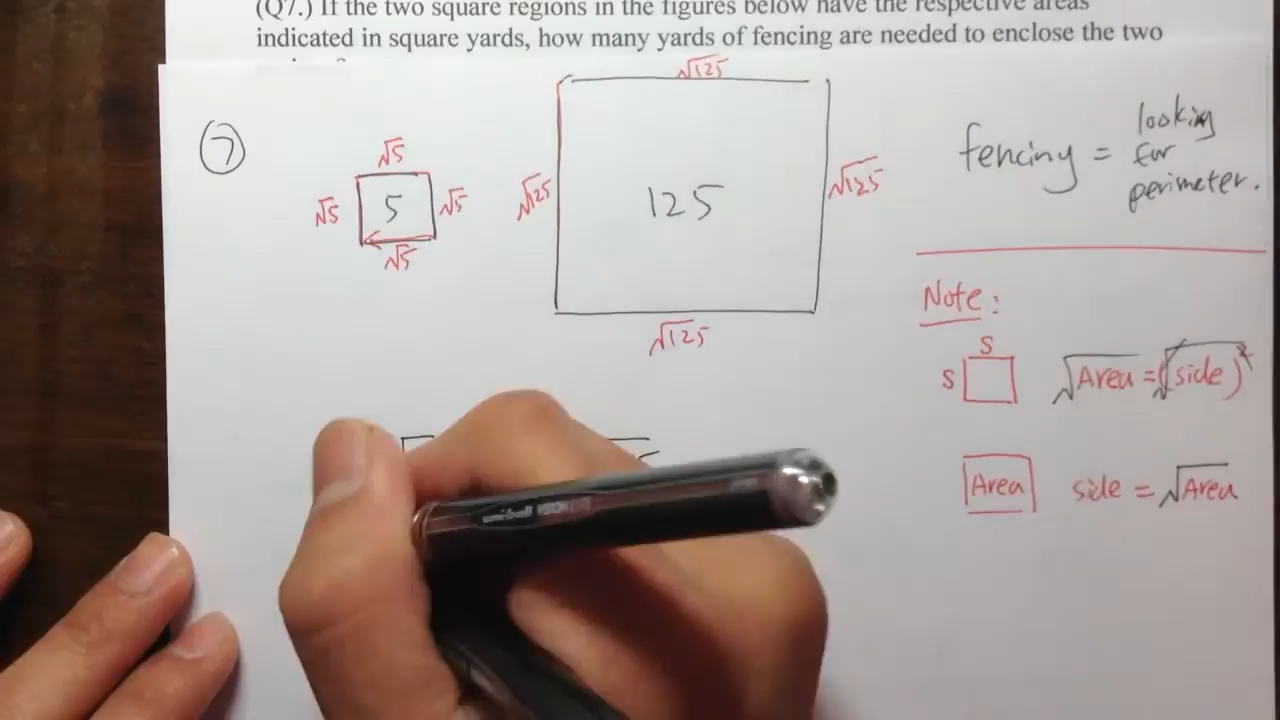 (Q7.) If the two square regions in the figures below have the respective areas
indicated in square yards, how many yards of fencing are needed to enclose the two
7
√5
√5
5
√5
√5
√125
√125
125
√125
√125
fencing = looking
for
perimeter.
Note:
S
S
√Area = √(side)²
Area
side = √Area
uni-ball